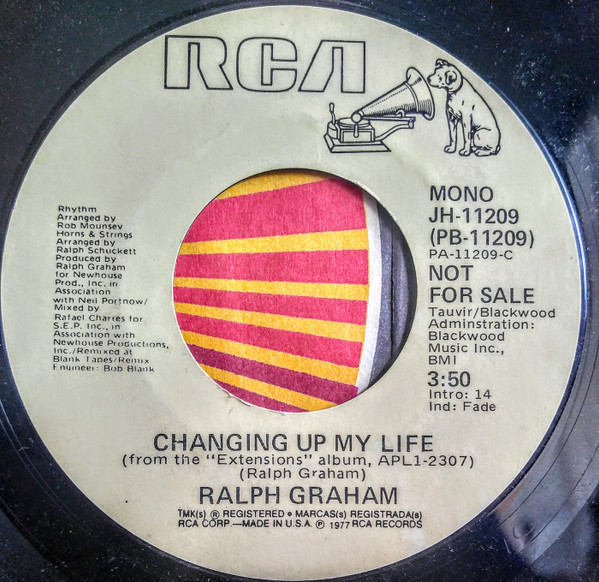 RCA
Rhythm
Arranged by
Rob Mounsey
Horns & Strings
Arranged by
Ralph Schuckett
Produced by
Ralph Graham
for Newhouse
Prod., Inc. in
Association
with Neil Portnow/
Mixed by
Rafael Charres for
S.E.P. Inc., in
Association with
Newhouse Productions,
Inc./Remixed at
Blank Tapes/Remix
Engineer: Bob Blank
MONO
JH-11209
(PB-11209)
PA-11209-C
NOT
FOR SALE
Tauvir/Blackwood
Adminstration:
Blackwood
Music Inc.,
BMI
3:50
Intro: 14
Ind: Fade
CHANGING UP MY LIFE
(from the "Extensions" album, APL1-2307)
(Ralph Graham)
RALPH GRAHAM
TMK(s) ® REGISTERED • MARCAS(s) REGISTRADA(s)
RCA CORP.—MADE IN U.S.A. ℗ 1977 RCA RECORDS